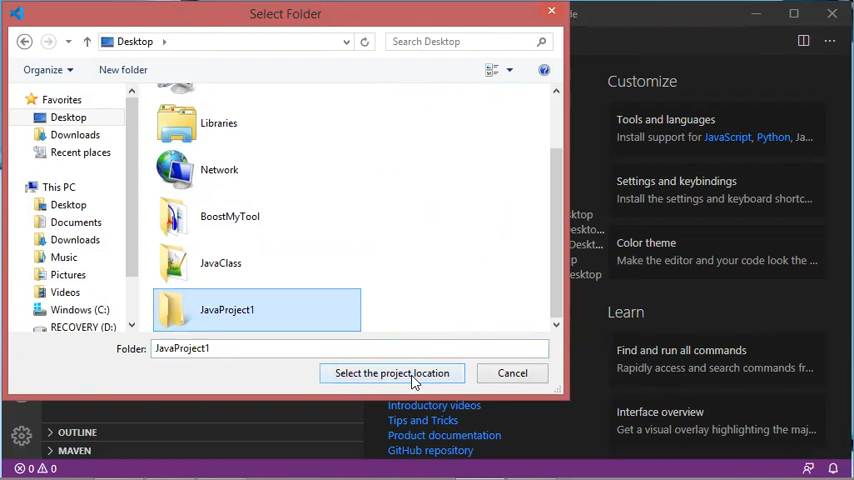 Select Folder
de
Desktop
Search Desktop
Organize
New folder
Favorites
Desktop
Downloads
Recent places
This PC
Desktop
Documents
Downloads
Music
Pictures
Videos
Windows (C:)
RECOVERY (D:)
Libraries
Network
BoostMyTool
JavaClass
JavaProject1
Folder: JavaProject1
Select the project location
Cancel
Customize
Tools and languages
Install support for JavaScript, Python, Ja...
Settings and keybindings
Install the settings and keyboard shortc...
Color theme
Make the editor and your code look the ...
ktop
Deskto...
Deskt...
p
esktop
Learn
Find and run all commands
Rapidly access and search commands f...
Interface overview
Get a visual overlay highlighting the maj...
Introductory videos
Tips and Tricks
Product documentation
GitHub repository
OUTLINE
MAVEN
0 0